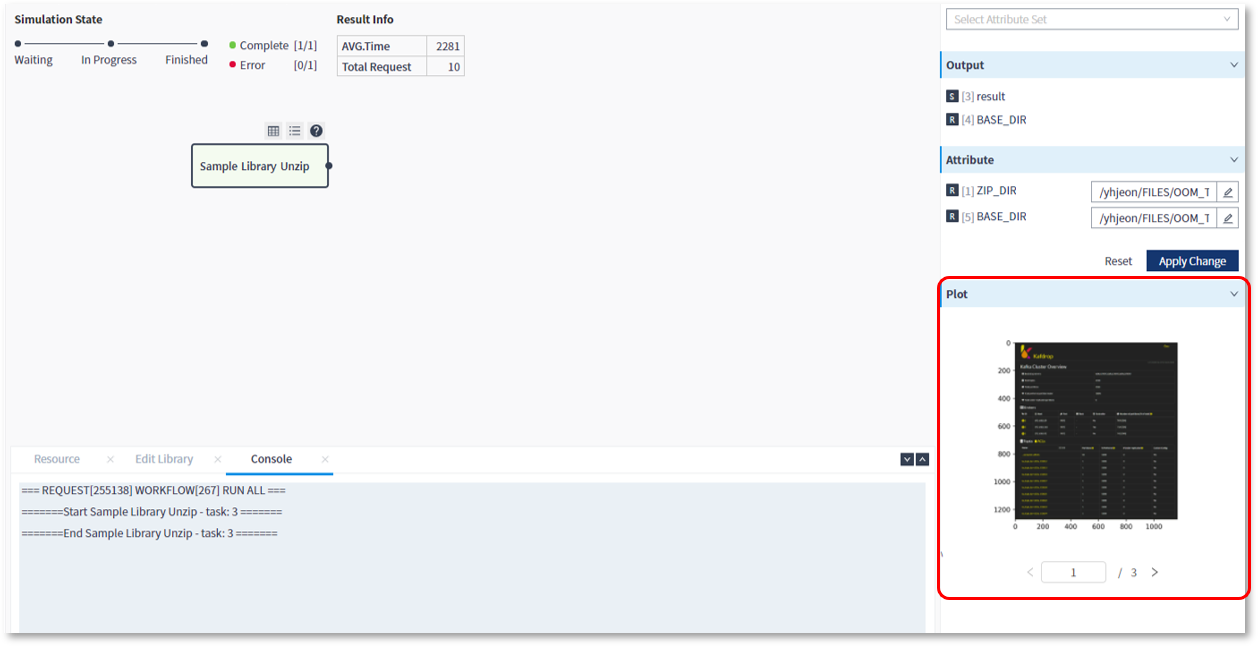 Simulation State
Waiting
In Progress
Finished
Complete [1/1]
Error [0/1]
Result Info
AVG.Time 2281
Total Request 10
?
Sample Library Unzip
Select Attribute Set
Output
S [3] result
R [4] BASE_DIR
Attribute
R [1] ZIP_DIR /yhjeon/FILES/OOM_T
R [5] BASE_DIR /yhjeon/FILES/OOM_T
Reset Apply Change
Plot
Kafdrop
Kafka Cluster Overview
0
200
400
600
800
1000
1200
0 200 400 600 800 1000
< 1 / 3 >
Resource × Edit Library × Console ×
=== REQUEST[255138] WORKFLOW[267] RUN ALL ===
=======Start Sample Library Unzip - task: 3 =======
=======End Sample Library Unzip - task: 3 =======